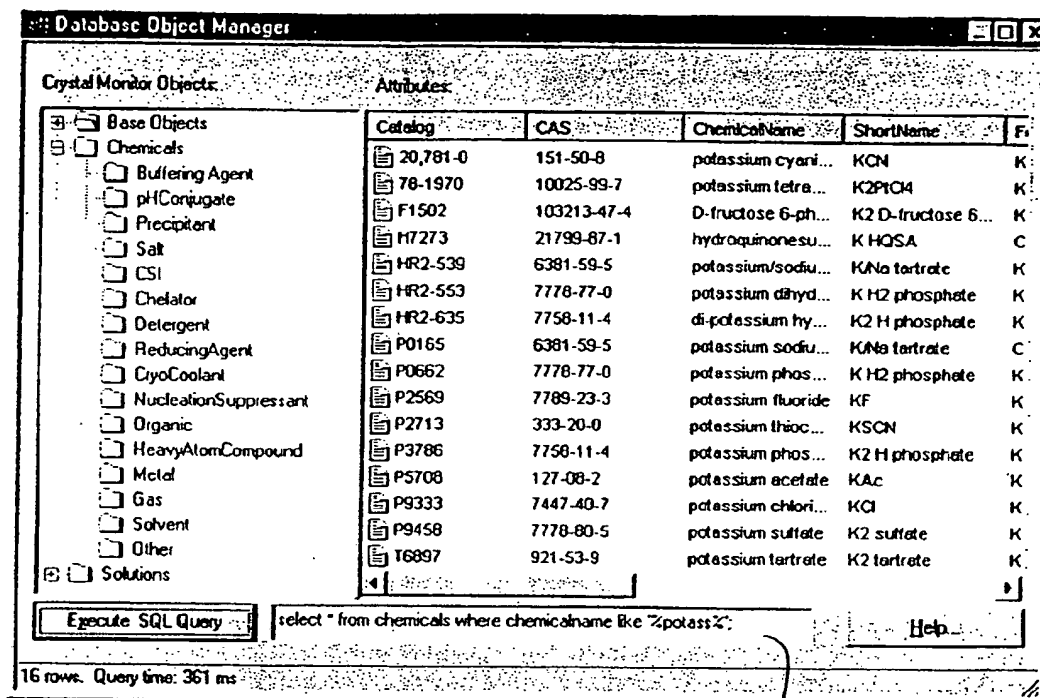 Database Object Manager
Crystal Monitor Objects:
Attributes:
Base Objects
Chemicals
Buffering Agent
pHConjugate
Precipitant
Salt
CSI
Chelator
Detergent
ReducingAgent
CryoCoolant
NucleationSuppressant
Organic
HeavyAtomCompound
Metal
Gas
Solvent
Other
Solutions
Catalog CAS ChemicalName ShortName
20,781-0 151-50-8 potassium cyani... KCN K
78-1970 10025-99-7 potassium tetra... K2PtCl4 K
F1502 103213-47-4 D-fructose 6-ph... K2 D-fructose 6... K
H7273 21799-87-1 hydroquinonesu... K HQSA C
HR2-539 6381-59-5 potassium/sodiu... K/Na tartrate K
HR2-553 7778-77-0 potassium dihyd... K H2 phosphate K
HR2-635 7758-11-4 di-potassium hy... K2 H phosphate K
P0165 6381-59-5 potassium sodiu... K/Na tartrate C
P0662 7778-77-0 potassium phos... K H2 phosphate K
P2569 7789-23-3 potassium fluoride KF K
P2713 333-20-0 potassium thioc... KSCN K
P3786 7758-11-4 potassium phos... K2 H phosphate K
P5708 127-08-2 potassium acetate KAc K
P9333 7447-40-7 potassium chlori... KCl K
P9458 7778-80-5 potassium sulfate K2 sulfate K
T6897 921-53-9 potassium tartrate K2 tartrate K
Execute SQL Query
select * from chemicals where chemicalname like "%potass%";
Help...
16 rows. Query time: 361 ms